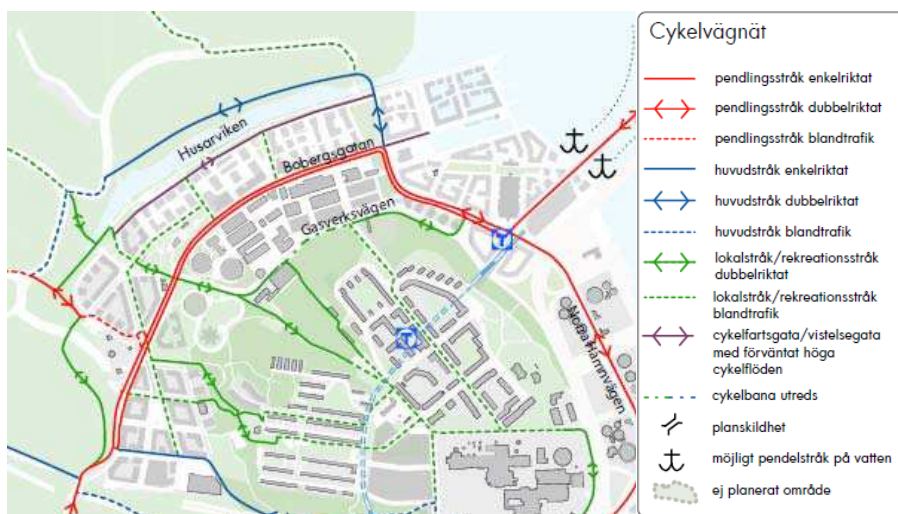 Cykelvägnät
pendlingsstråk enkelriktat
pendlingsstråk dubbelriktat
pendlingsstråk blandtrafik
huvudstråk enkelriktat
huvudstråk dubbelriktat
huvudstråk blandtrafik
lokalstråk/rekreationsstråk
dubbelriktat
lokalstråk/rekreationsstråk
blandtrafik
cykelfartsgata/vistelsegata
med förväntat höga
cykelflöden
cykelbana utreds
planskildhet
möjligt pendelstråk på vatten
ej planerat område
Husarviken
Bobergsgatan
Gasverksvägen
T
T
Norra Hamnvägen